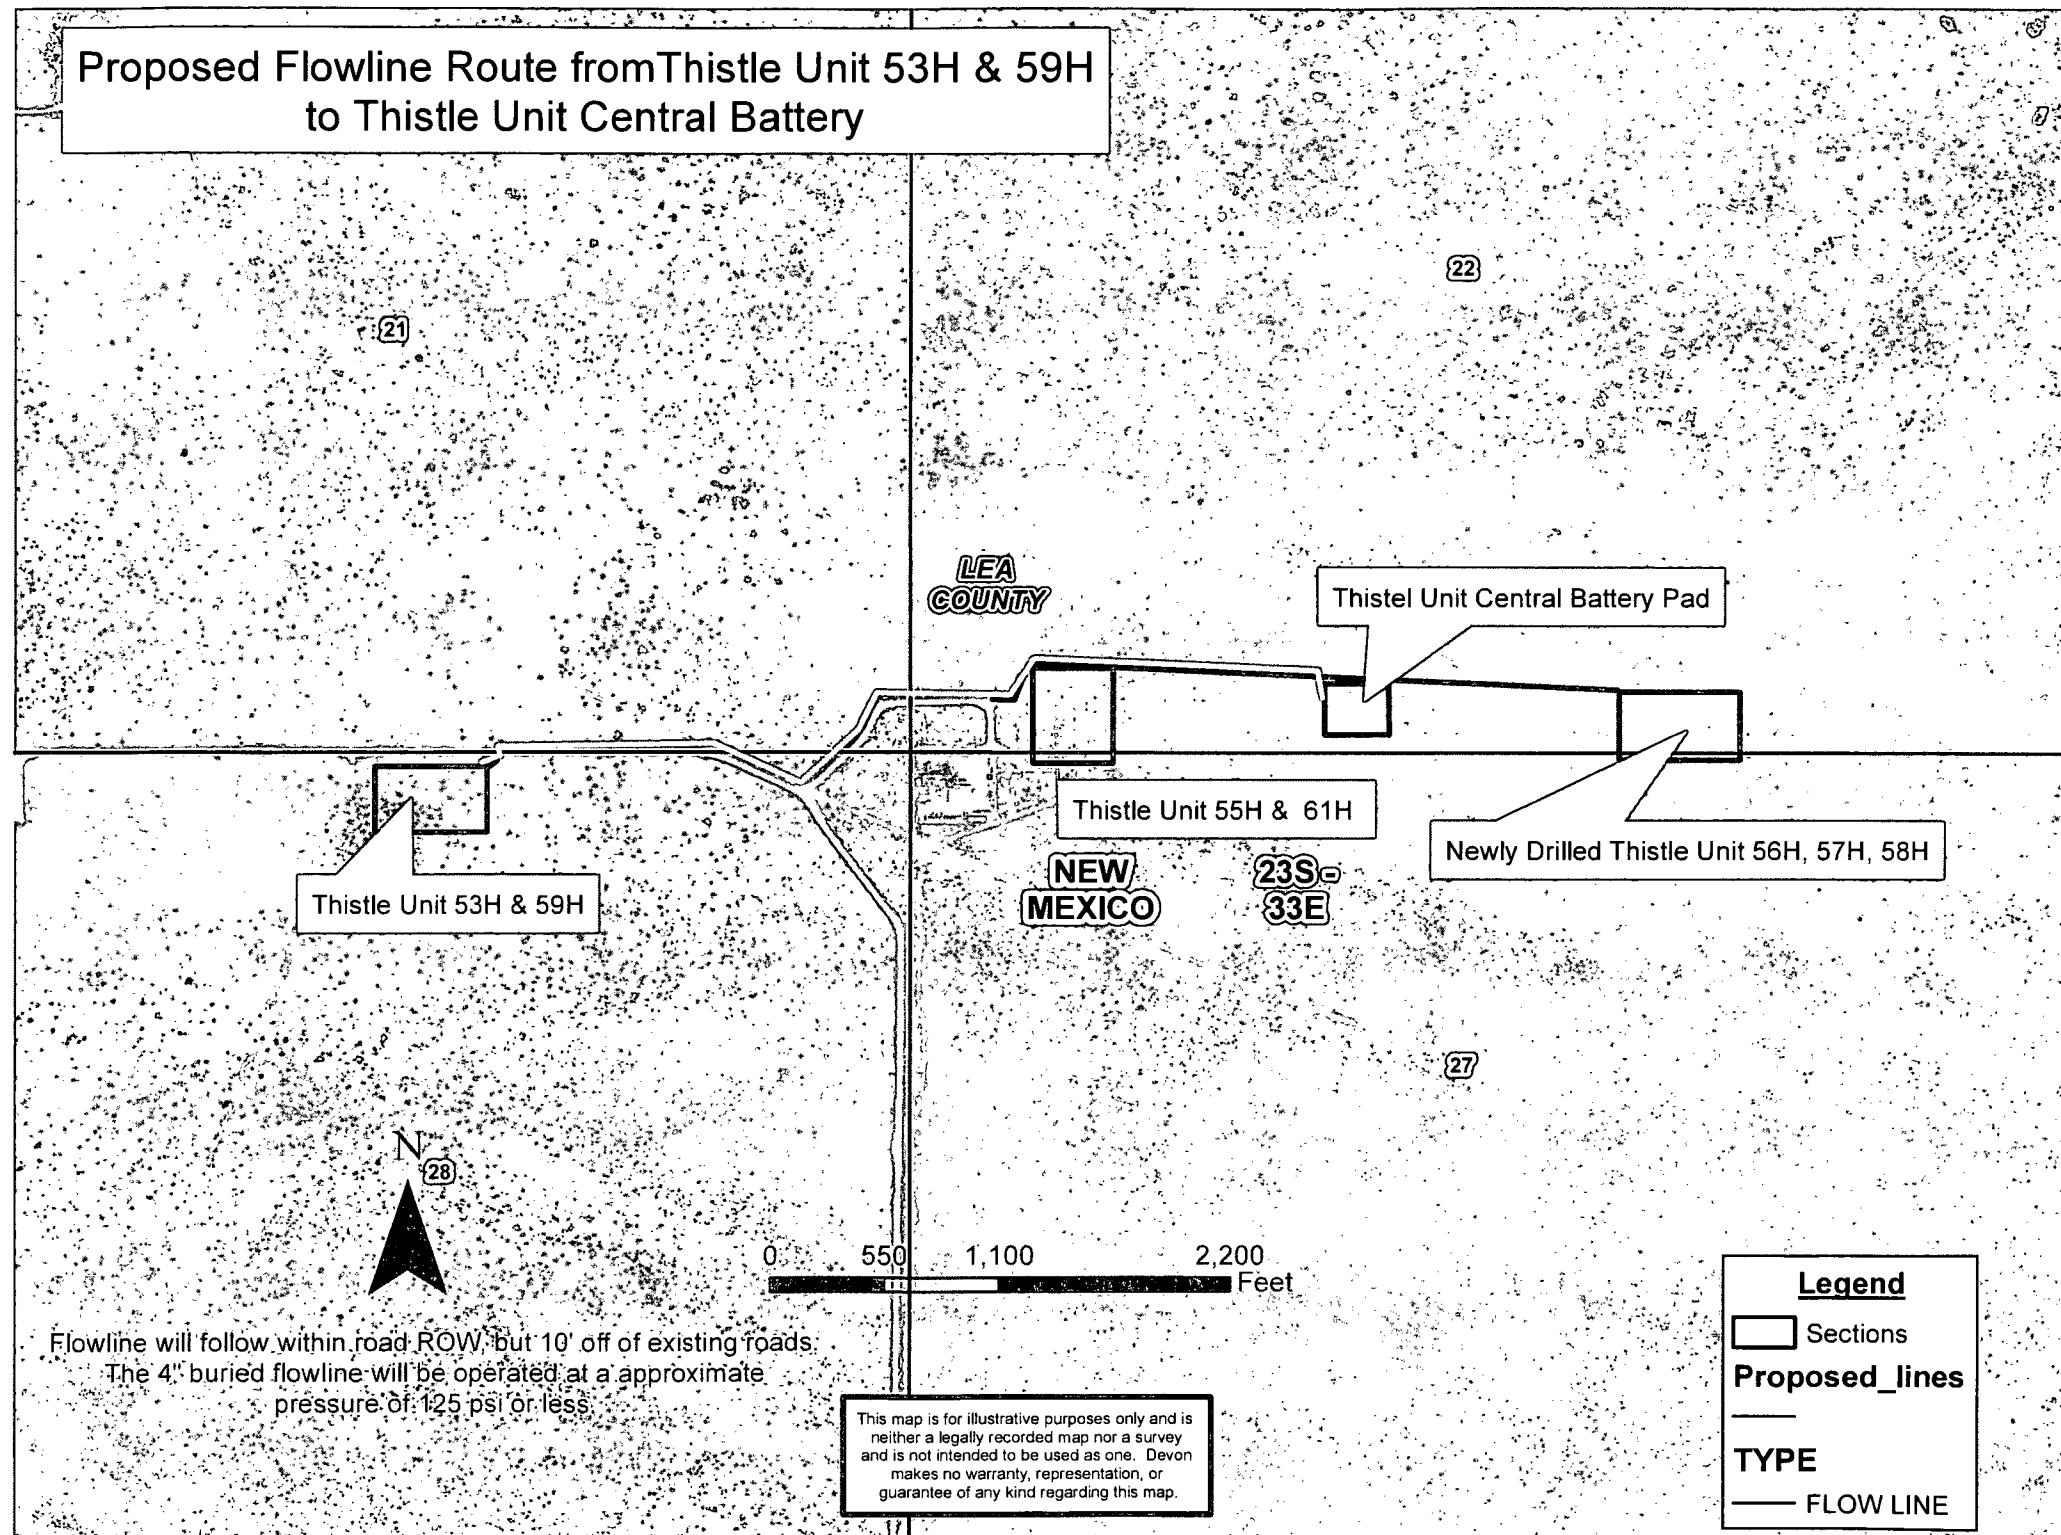 Proposed Flowline Route fromThistle Unit 53H & 59H
to Thistle Unit Central Battery
22
21
LEA
COUNTY
Thistel Unit Central Battery Pad
Thistle Unit 55H & 61H
Newly Drilled Thistle Unit 56H, 57H, 58H
Thistle Unit 53H & 59H
NEW
MEXICO
23S -
33E
27
N
28
0 550 1,100 2,200
Feet
Flowline will follow within road ROW, but 10' off of existing roads.
The 4" buried flowline will be operated at a approximate
pressure of 125 psi or less.
This map is for illustrative purposes only and is
neither a legally recorded map nor a survey
and is not intended to be used as one. Devon
makes no warranty, representation, or
guarantee of any kind regarding this map.
Legend
Sections
Proposed_lines
TYPE
FLOW LINE